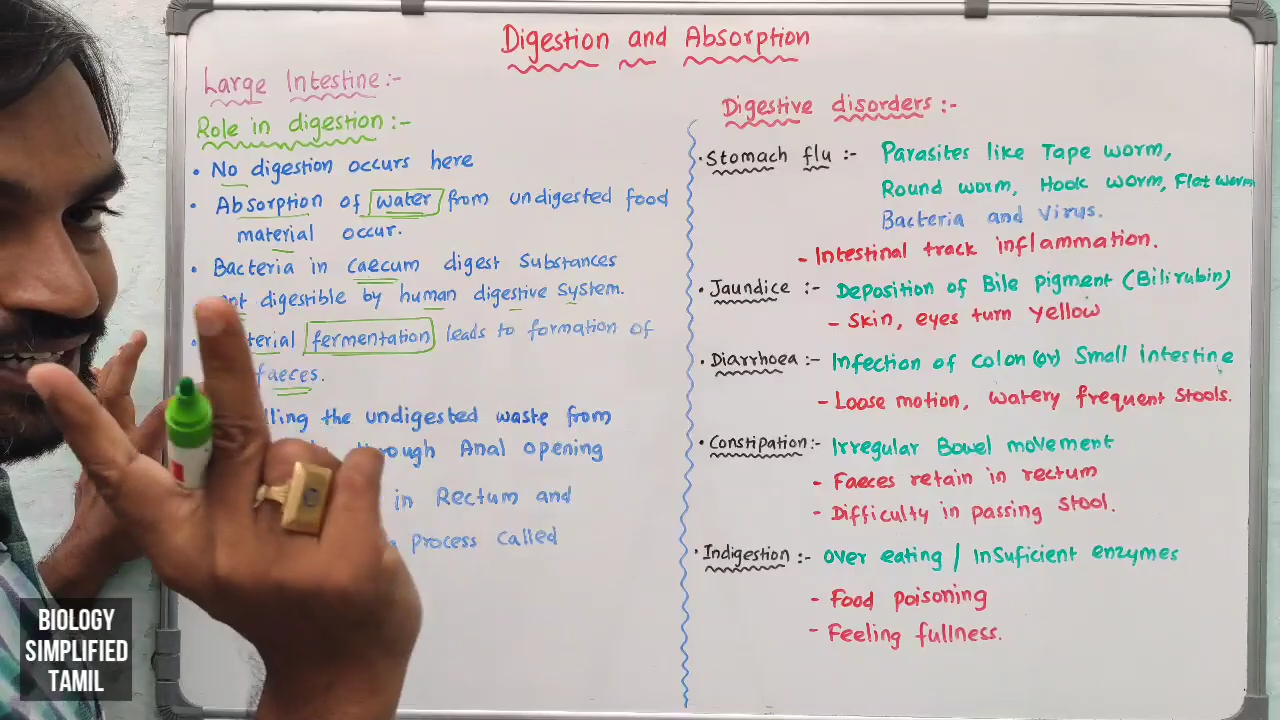 Digestion and Absorption
Large Intestine:-
Role in digestion:-
• No digestion occurs here
• Absorption of water from undigested food
material occur.
• Bacteria in caecum digest Substances
digestible by human digestive system.
fermentation leads to formation of
faeces.
the undigested waste from
through Anal opening
in Rectum and
process called
Digestive disorders:-
• Stomach flu:- Parasites like Tape worm,
Round worm, Hook worm, Flat worm
Bacteria and Virus.
- Intestinal track inflammation.
• Jaundice:- Deposition of Bile pigment (Bilirubin)
- Skin, eyes turn yellow
• Diarrhoea:- Infection of colon (or) Small intestine
- Loose motion, watery frequent Stools.
• Constipation:- Irregular Bowel movement
- Faeces retain in rectum
- Difficulty in passing Stool.
• Indigestion:- over eating / InSuficient enzymes
- Food poisoning
- Feeling fullness.
BIOLOGY
SIMPLIFIED
TAMIL